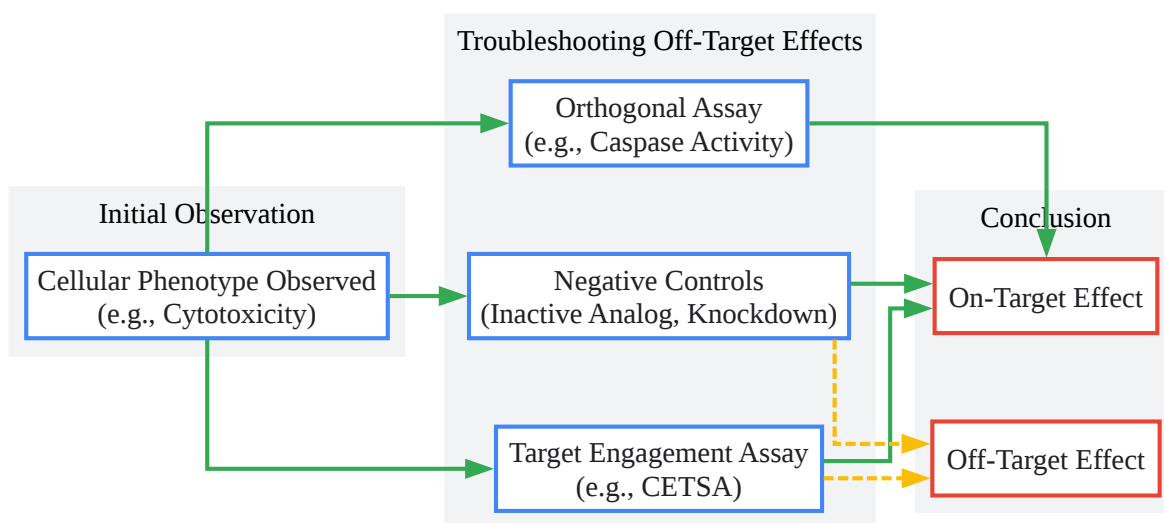 Troubleshooting Off-Target Effects
Orthogonal Assay
(e.g., Caspase Activity)
Initial Observation
Cellular Phenotype Observed
(e.g., Cytotoxicity)
Negative Controls
(Inactive Analog, Knockdown)
Target Engagement Assay
(e.g., CETSA)
Conclusion
On-Target Effect
Off-Target Effect